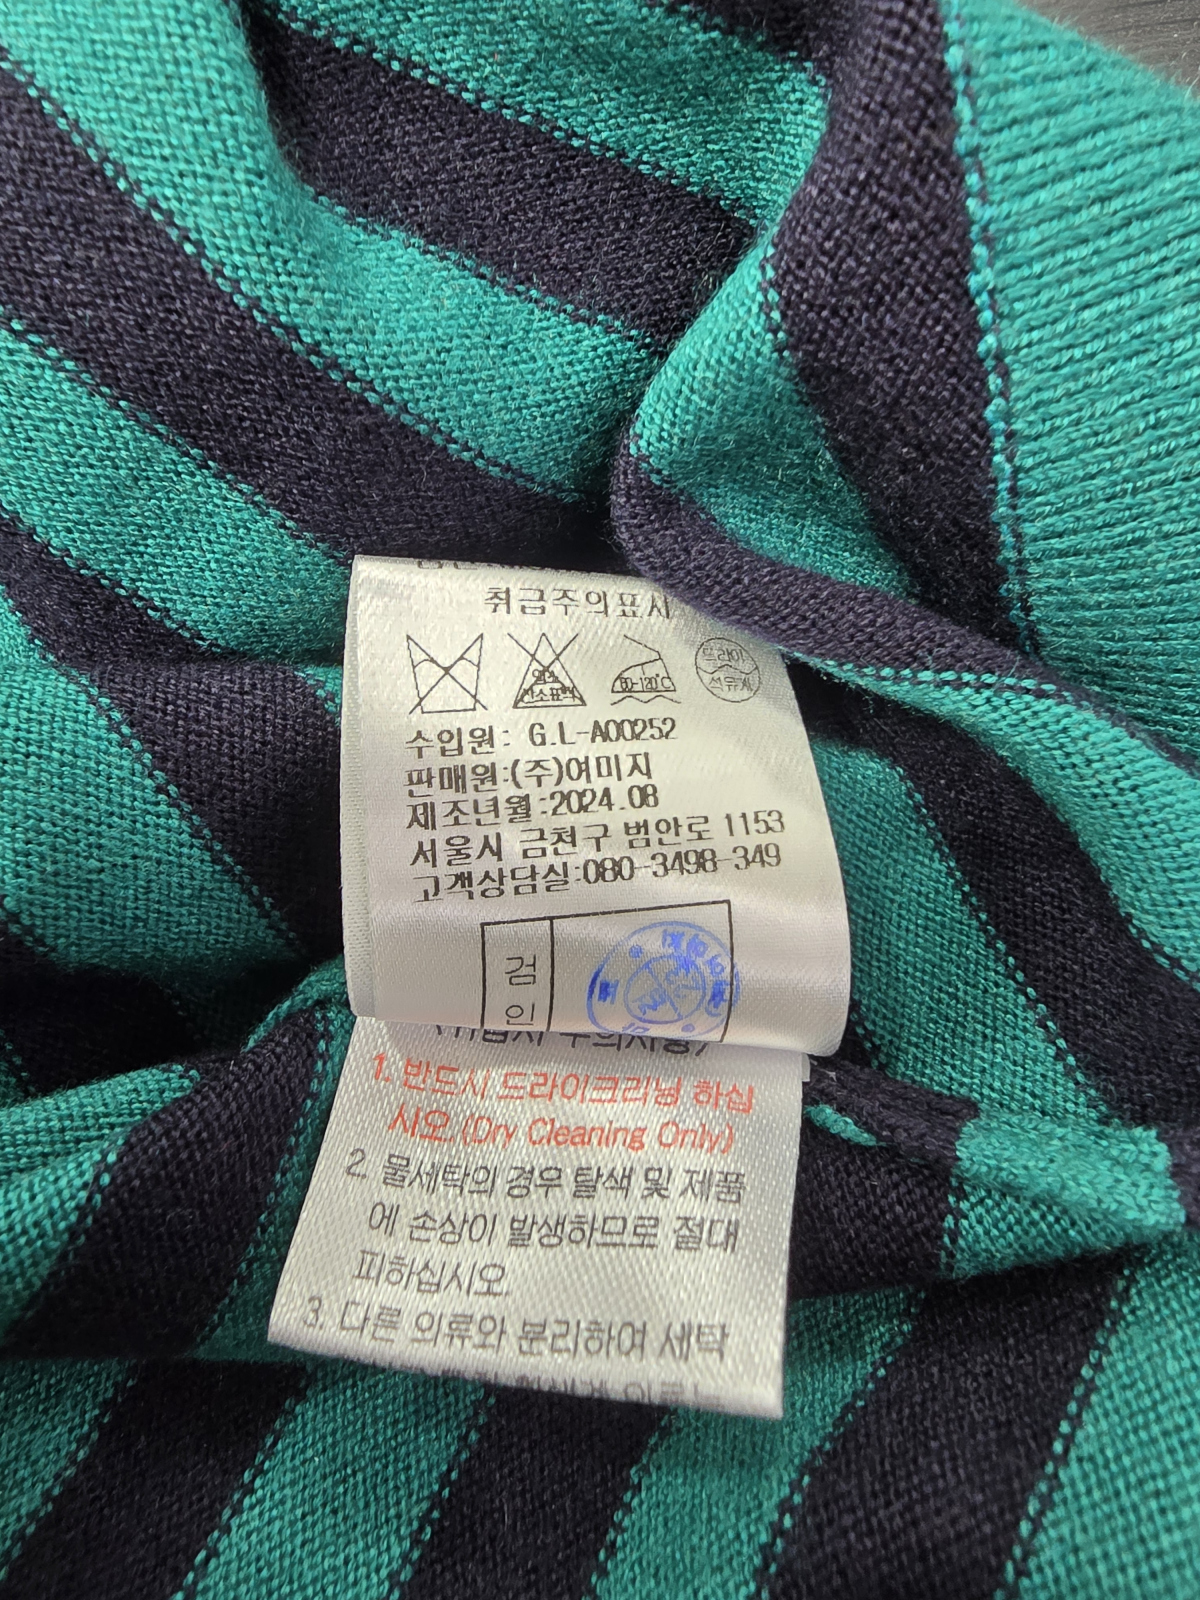 취급주의표시
염소
산소표백
80-120℃
드라이
석유계
수입원: G.L-A00252
판매원:(주)여미지
제조년월:2024.08
서울시 금천구 범안로 1153
고객상담실:080-3498-349
검
인
1. 반드시 드라이크리닝 하십
시오 (Dry Cleaning Only)
2. 물세탁의 경우 탈색 및 제품
에 손상이 발생하므로 절대
피하십시오.
3. 다른 의류와 분리하여 세탁